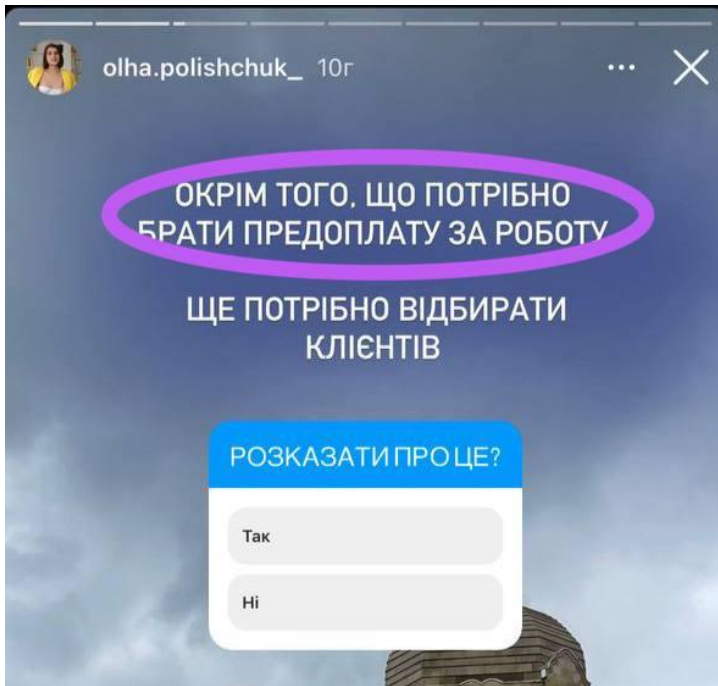 olha.polishchuk_ 10г
ОКРІМ ТОГО, ЩО ПОТРІБНО
БРАТИ ПРЕДОПЛАТУ ЗА РОБОТУ
ЩЕ ПОТРІБНО ВІДБИРАТИ
КЛІЄНТІВ
РОЗКАЗАТИ ПРО ЦЕ?
Так
Ні